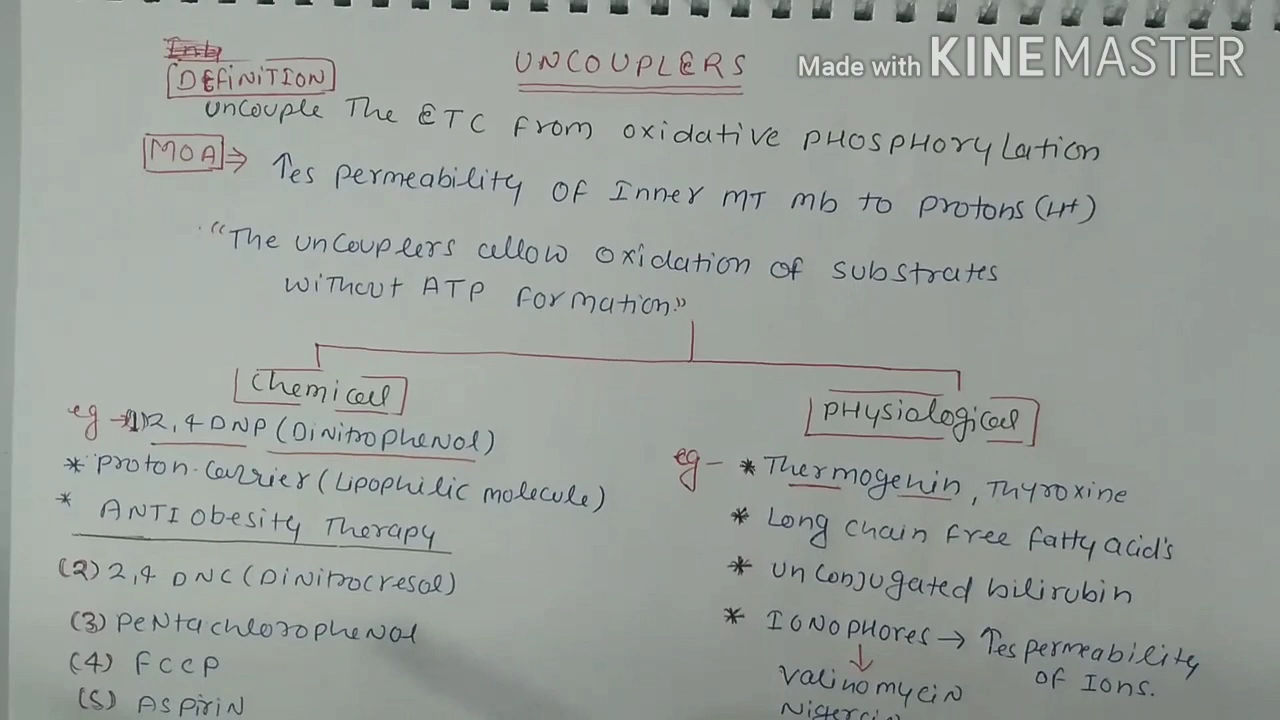 UNCOUPLERS
Made with KINEMASTER
DEFINITION
uncouple The ETC From oxidative PHOSPHORYLation
MOA ⇒ ↑es permeability OF Inner MT mb to protons (H+)
"The uncouplers allow oxidation of substrates
without ATP formation"
Chemical
eg → 1) 2,4 DNP (Dinitrophenol)
* Proton carrier (Lipophilic molecule)
* ANTI obesity Therapy
(2) 2,4 DNC (Dinitrocresol)
(3) Pentachlorophenol
(4) FCCP
(5) ASPIRIN
PHYsiological
eg - * Thermogenin, Thyroxine
* Long chain free fatty acid's
* unconjugated bilirubin
* IONOPHORES → ↑es permeability
of Ions.
↓
Valinomycin